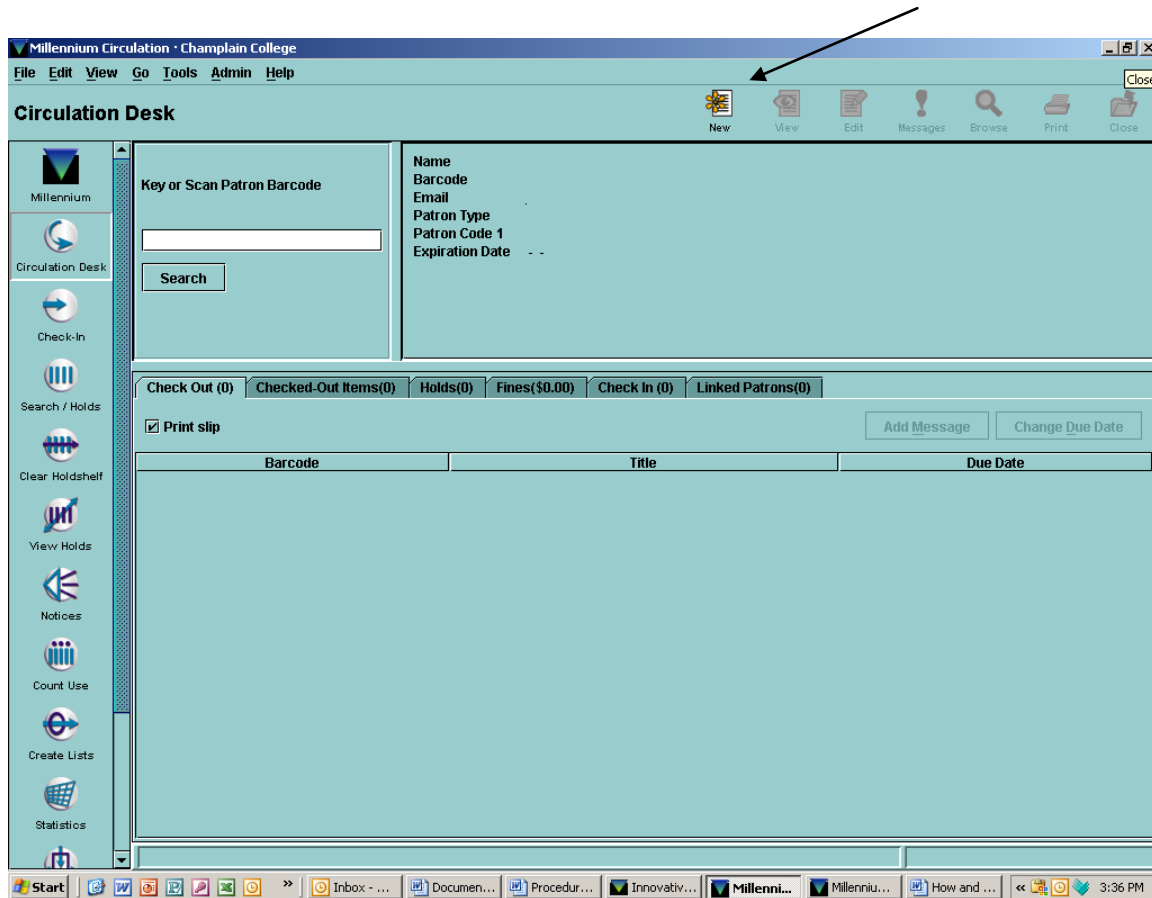 Millennium Circulation · Champlain College
File Edit View Go Tools Admin Help
Close
Circulation Desk
New View Edit Messages Browse Print Close
Millennium
Circulation Desk
Check-In
Search / Holds
Clear Holdshelf
View Holds
Notices
Count Use
Create Lists
Statistics
Key or Scan Patron Barcode
Search
Name
Barcode
Email
Patron Type
Patron Code 1
Expiration Date - -
Check Out (0) Checked-Out Items(0) Holds(0) Fines($0.00) Check In (0) Linked Patrons(0)
Print slip Add Message Change Due Date
Barcode Title Due Date
Start » Inbox - ... Documen... Procedur... Innovativ... Millenni... Millenniu... How and ... « 3:36 PM